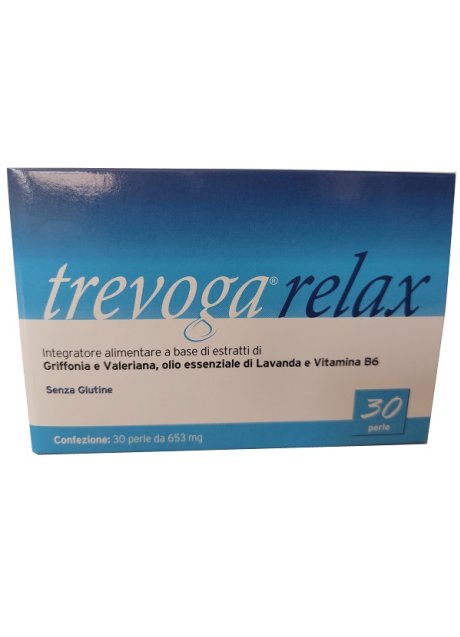 trevoga® relax
Integratore alimentare a base di estratti di
Griffonia e Valeriana, olio essenziale di Lavanda e Vitamina B6
Senza Glutine
30
perle
Confezione: 30 perle da 653 mg